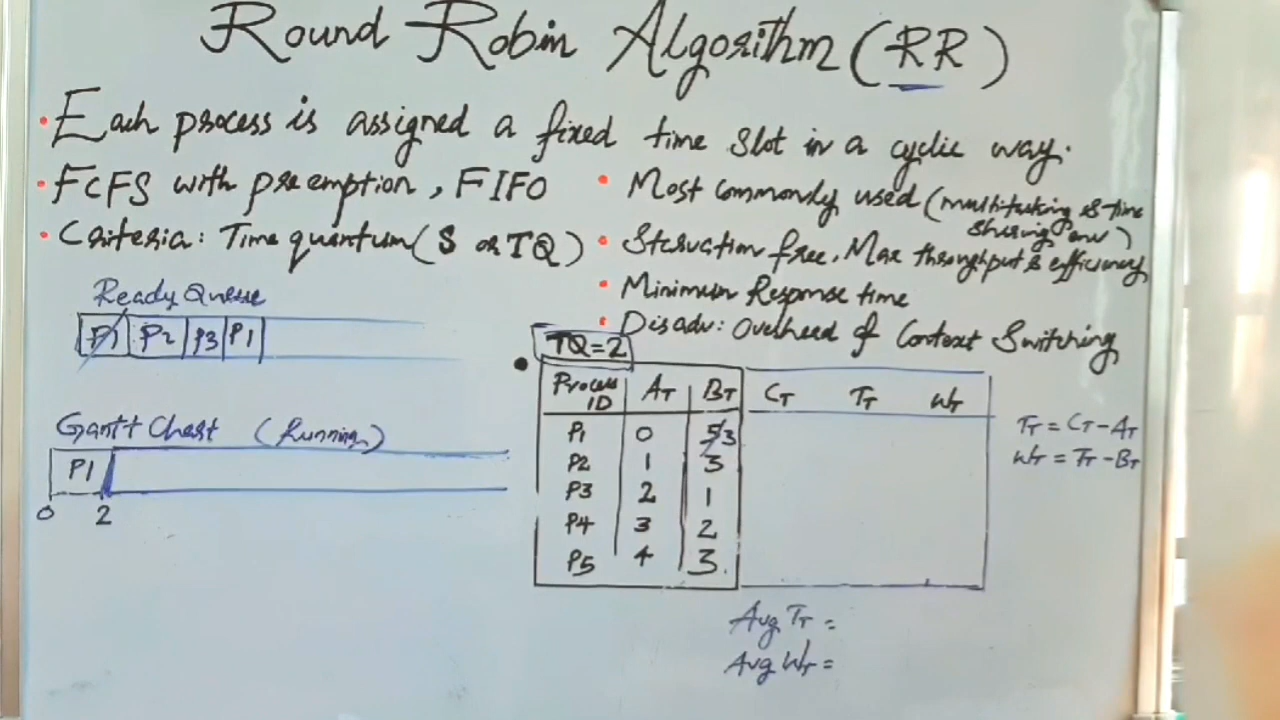 Round Robin Algorithm (RR)
• Each process is assigned a fixed time slot in a cyclic way.
• FCFS with preemption, FIFO
• Criteria: Time quantum (S or TQ)
• Most commonly used (multitasking & time
sharing env)
• Starvation free, Max throughput & efficiency
• Minimum Response time
• Disadv: Overhead of Context Switching
Ready Queue
P1 P2 P3 P1
Gantt Chart (Running)
P1
0 2
TQ=2
Process ID AT BT CT TT WT
P1 0 5/3
P2 1 3
P3 2 1
P4 3 2
P5 4 3
TT = CT - AT
WT = TT - BT
Avg TT =
Avg WT =